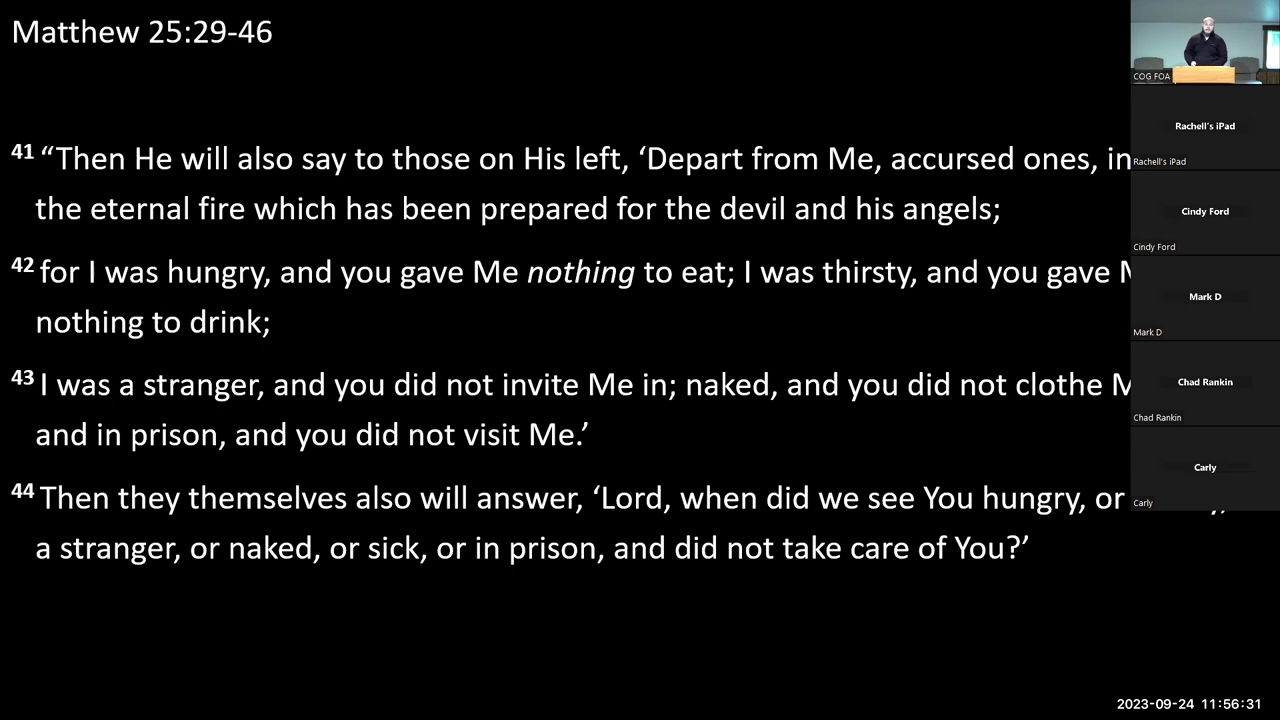 Matthew 25:29-46
41 “Then He will also say to those on His left, ‘Depart from Me, accursed ones,
the eternal fire which has been prepared for the devil and his angels;
42 for I was hungry, and you gave Me nothing to eat; I was thirsty, and you gave
nothing to drink;
43 I was a stranger, and you did not invite Me in; naked, and you did not clothe
and in prison, and you did not visit Me.’
44 Then they themselves also will answer, ‘Lord, when did we see You hungry, or
a stranger, or naked, or sick, or in prison, and did not take care of You?’
COG FOA
Rachell's iPad
Rachell's iPad
Cindy Ford
Cindy Ford
Mark D
Mark D
Chad Rankin
Chad Rankin
Carly
Carly
2023-09-24 11:56:31